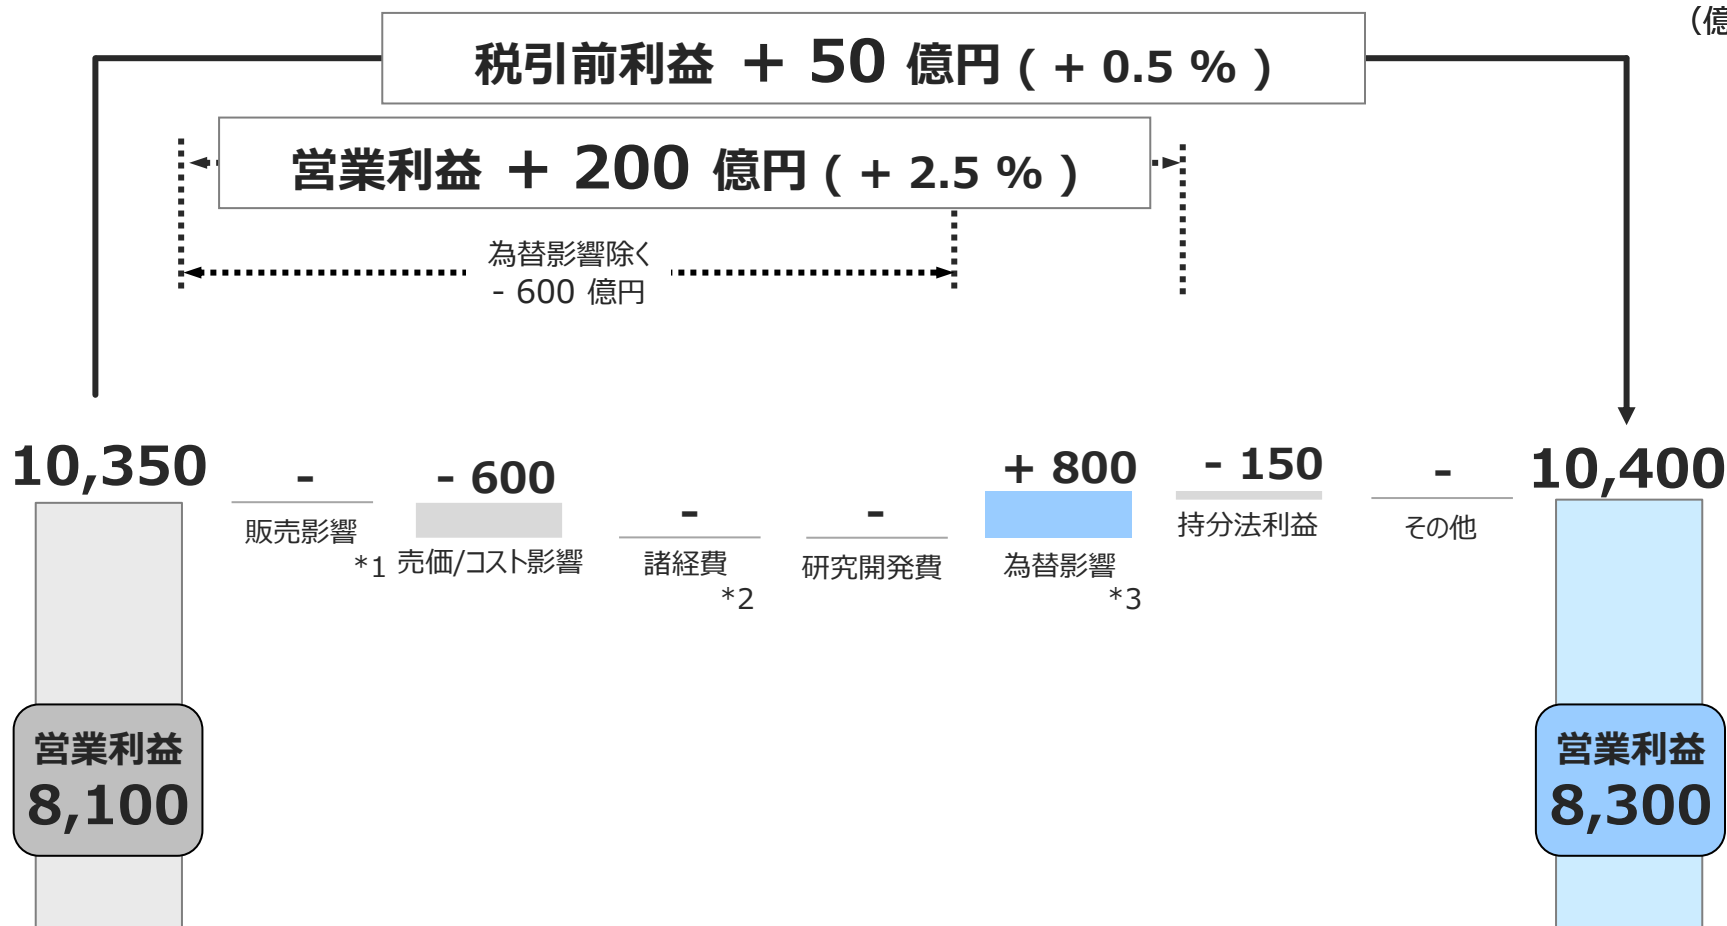 (億
税引前利益 + 50 億円 ( + 0.5 % )
営業利益 + 200 億円 ( + 2.5 % )
為替影響除く
- 600 億円
10,350
-
販売影響
*1
- 600
売価/コスト影響
-
諸経費
*2
-
研究開発費
+ 800
為替影響
*3
- 150
持分法利益
-
その他
10,400
営業利益
8,100
営業利益
8,300